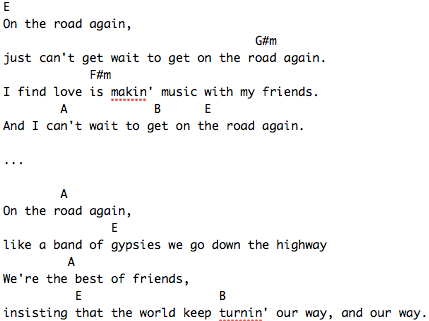 E
On the road again,
G#m
just can't get wait to get on the road again.
F#m
I find love is makin' music with my friends.
A B E
And I can't wait to get on the road again.
...
A
On the road again,
E
like a band of gypsies we go down the highway
A
We're the best of friends,
E B
insisting that the world keep turnin' our way, and our way.